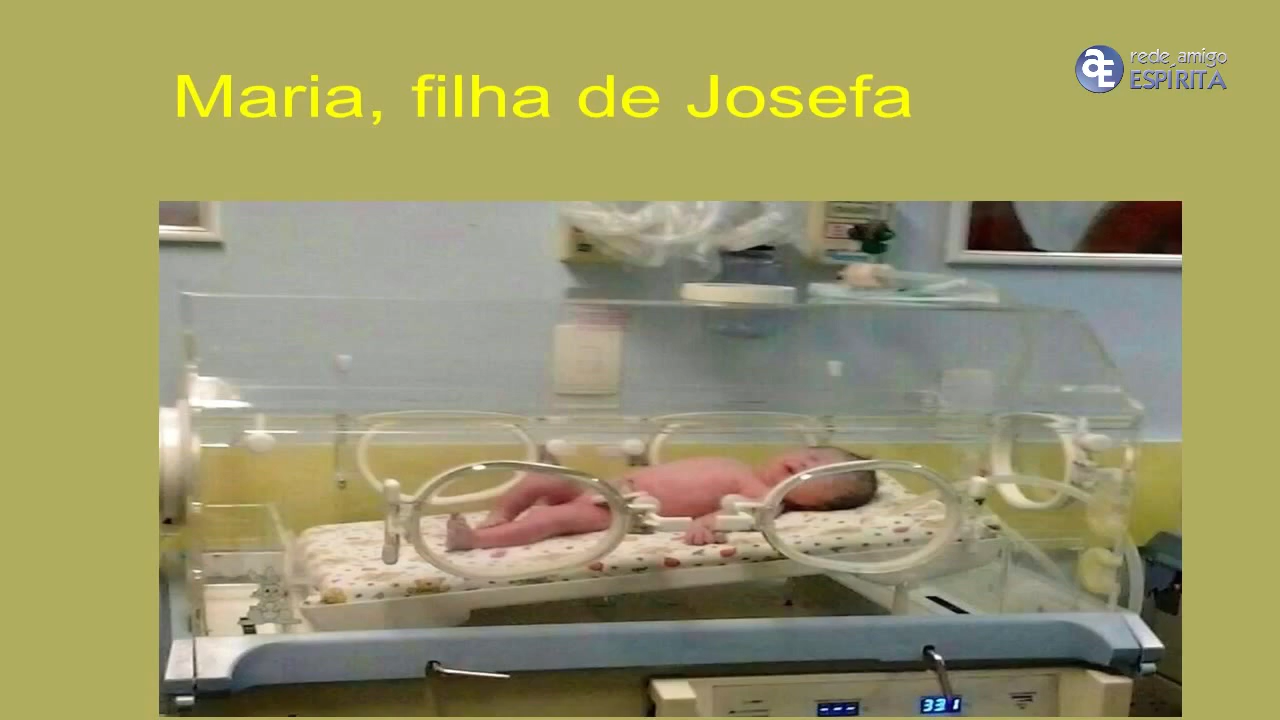 Maria, filha de Josefa
rede amigo
ESPÍRITA
---
33.1